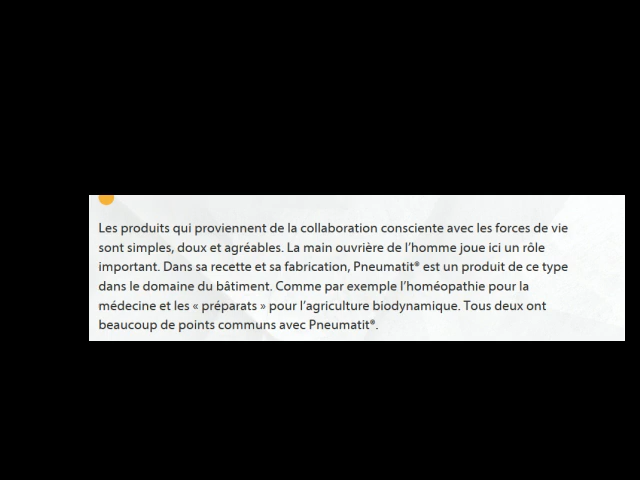 Les produits qui proviennent de la collaboration consciente avec les forces de vie
sont simples, doux et agréables. La main ouvrière de l’homme joue ici un rôle
important. Dans sa recette et sa fabrication, Pneumatit® est un produit de ce type
dans le domaine du bâtiment. Comme par exemple l’homéopathie pour la
médecine et les « préparats » pour l’agriculture biodynamique. Tous deux ont
beaucoup de points communs avec Pneumatit®.